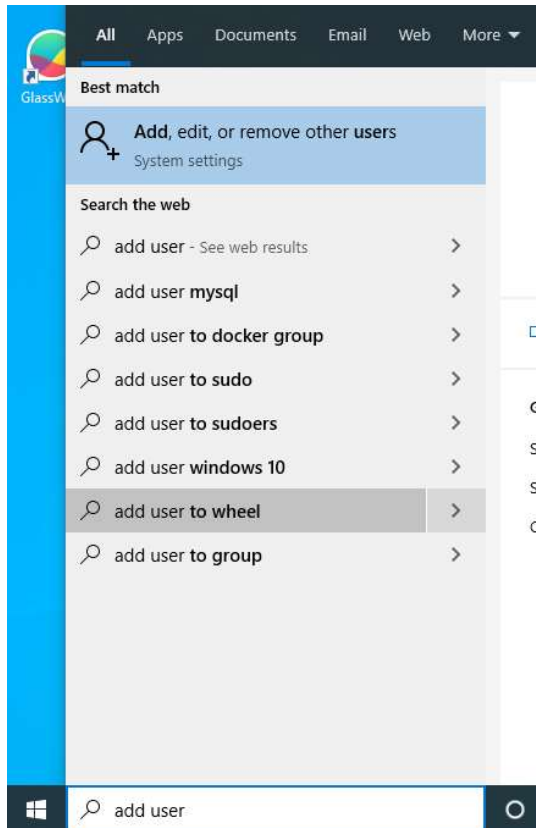 All Apps Documents Email Web More
GlassW
Best match
Add, edit, or remove other users
System settings
Search the web
add user - See web results
add user mysql
add user to docker group
add user to sudo
add user to sudoers
add user windows 10
add user to wheel
add user to group
add user